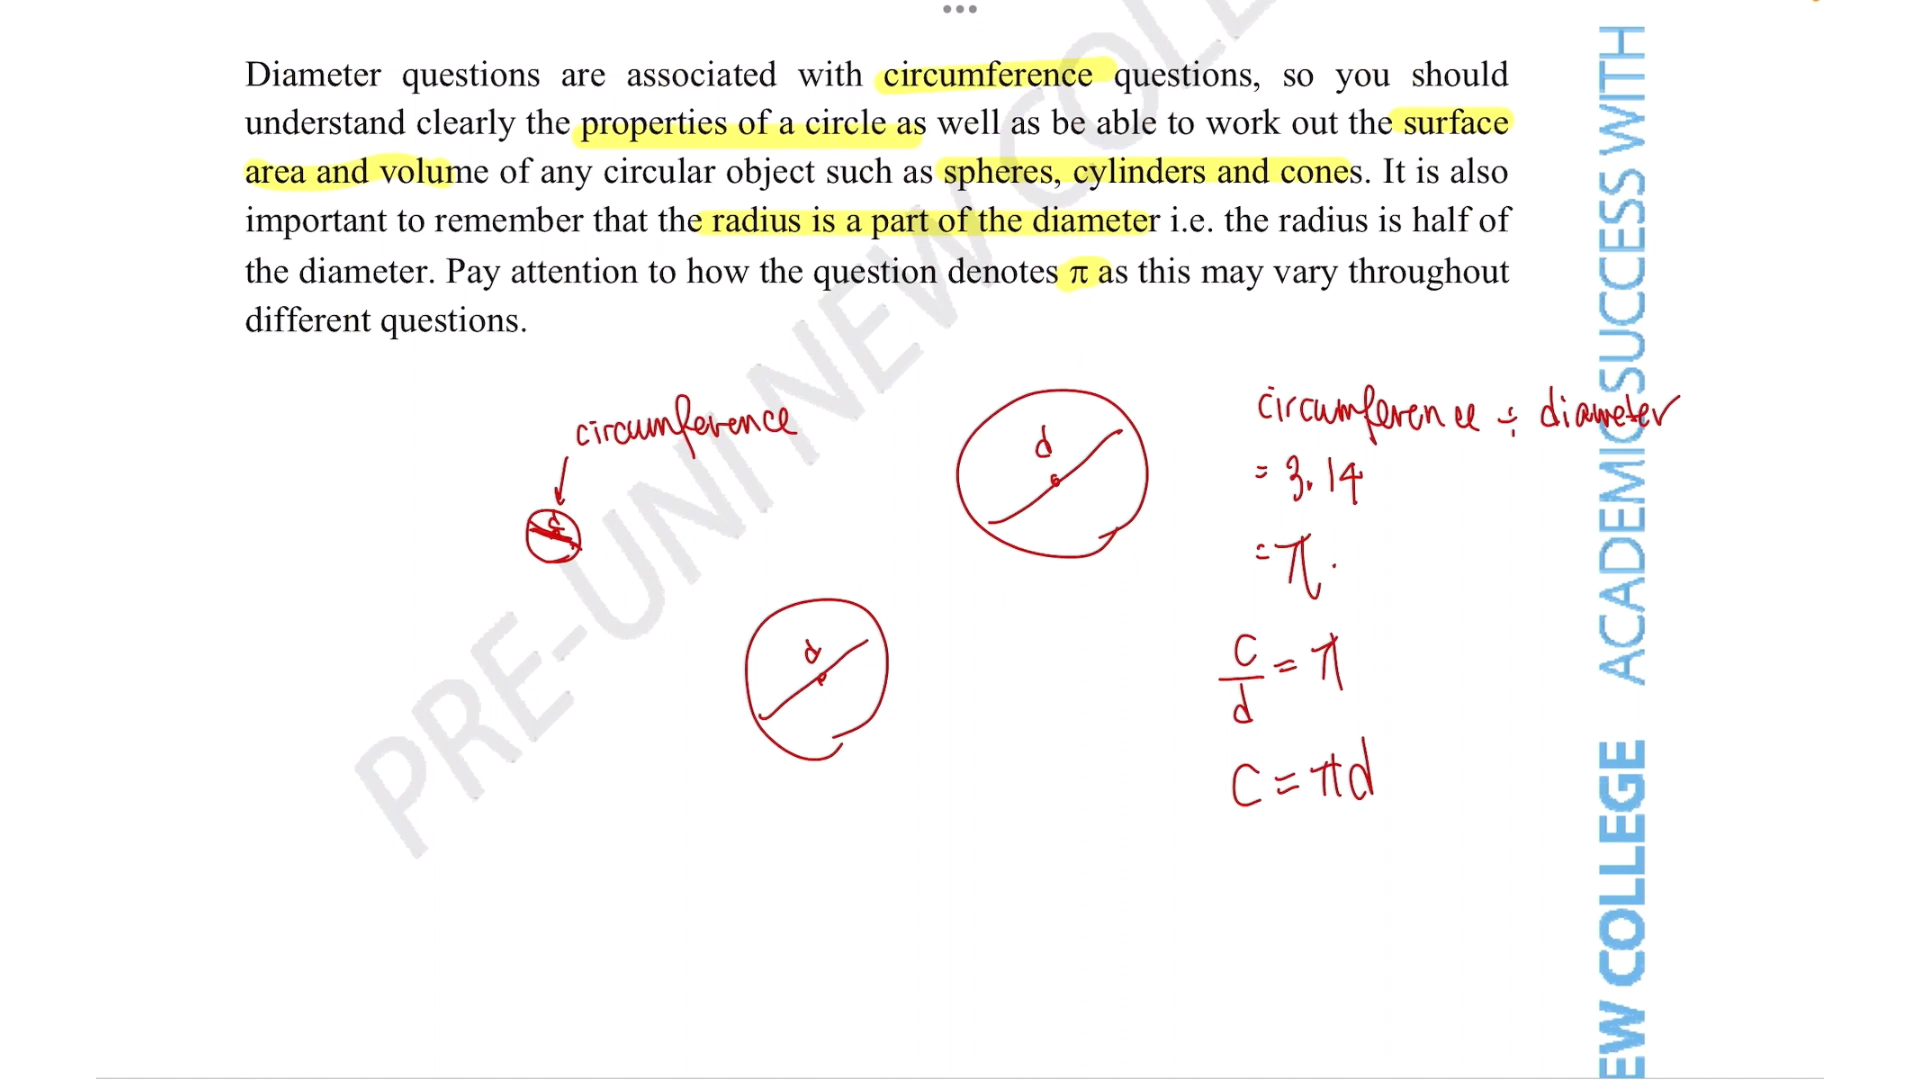 Diameter questions are associated with circumference questions, so you should
understand clearly the properties of a circle as well as be able to work out the surface
area and volume of any circular object such as spheres, cylinders and cones. It is also
important to remember that the radius is a part of the diameter i.e. the radius is half of
the diameter. Pay attention to how the question denotes π as this may vary throughout
different questions.
circumference
d
d
d
circumference ÷ diameter
= 3.14
= π.
c/d = π
C = πd
PRE-UNI NEW COLLE
EW COLLEGE ACADEMIC SUCCESS WITH